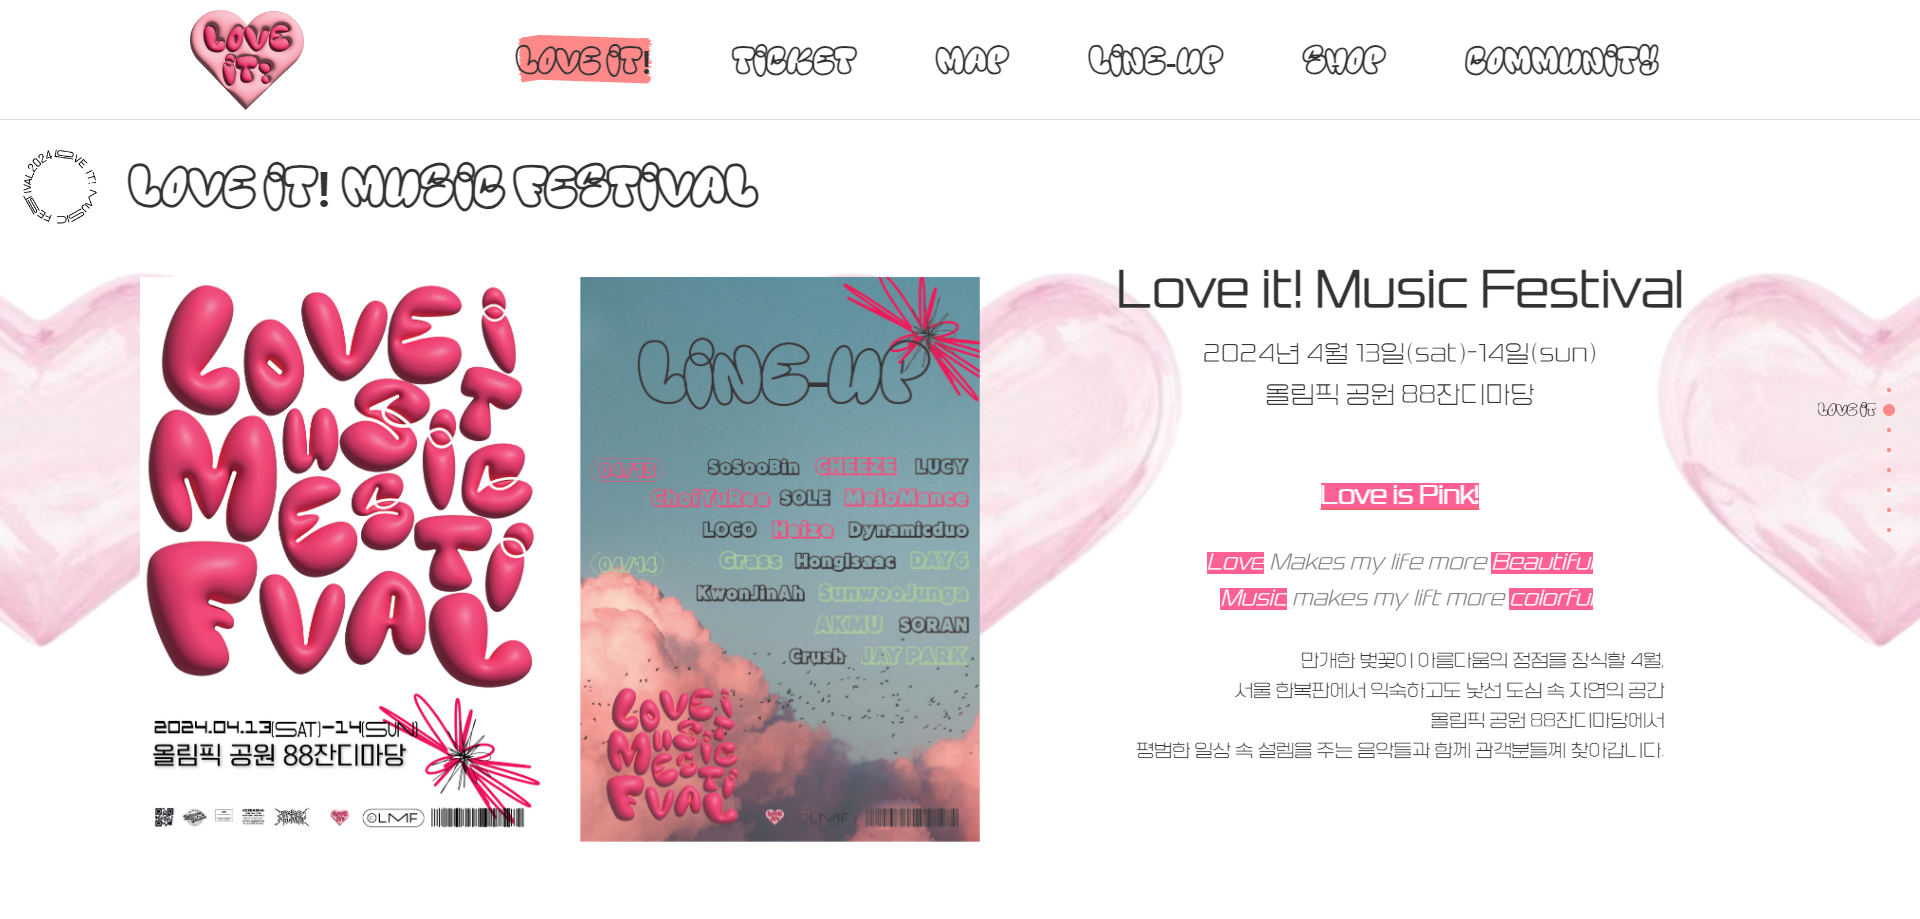 LOVE IT!
LOVE iT! TiCKET MAP LiNE-UP SHOP COMMUNiTY
2024 LOVE IT! MUSIC FESTIVAL
LOVE iT! MUSiC FESTiVAL
LOVE i
T
MUSiC
FESTi
VAL
2024.04.13(SAT)-14(SUN)
올림픽 공원 88잔디마당
©LMF
LiNE-UP
04/13 SoSooBin CHEEZE LUCY
ChoiYuRee SOLE MeloMance
LOCO Heize Dynamicduo
04/14 Grass HongIsaac DAY6
KwonJinAh SunwooJunga
AKMU SORAN
Crush JAY PARK
LOVE i
T
MUSiC
FESTi
VAL
©LMF
Love it! Music Festival
2024년 4월 13일(sat)-14일(sun)
올림픽 공원 88잔디마당
Love is Pink!
Love Makes my life more Beautiful
Music makes my lift more colorful
만개한 벚꽃이 아름다움의 정점을 장식할 4월,
서울 한복판에서 익숙하고도 낯선 도심 속 자연의 공간
올림픽 공원 88잔디마당에서
평범한 일상 속 설렘을 주는 음악들과 함께 관객분들께 찾아갑니다.
LOVE iT